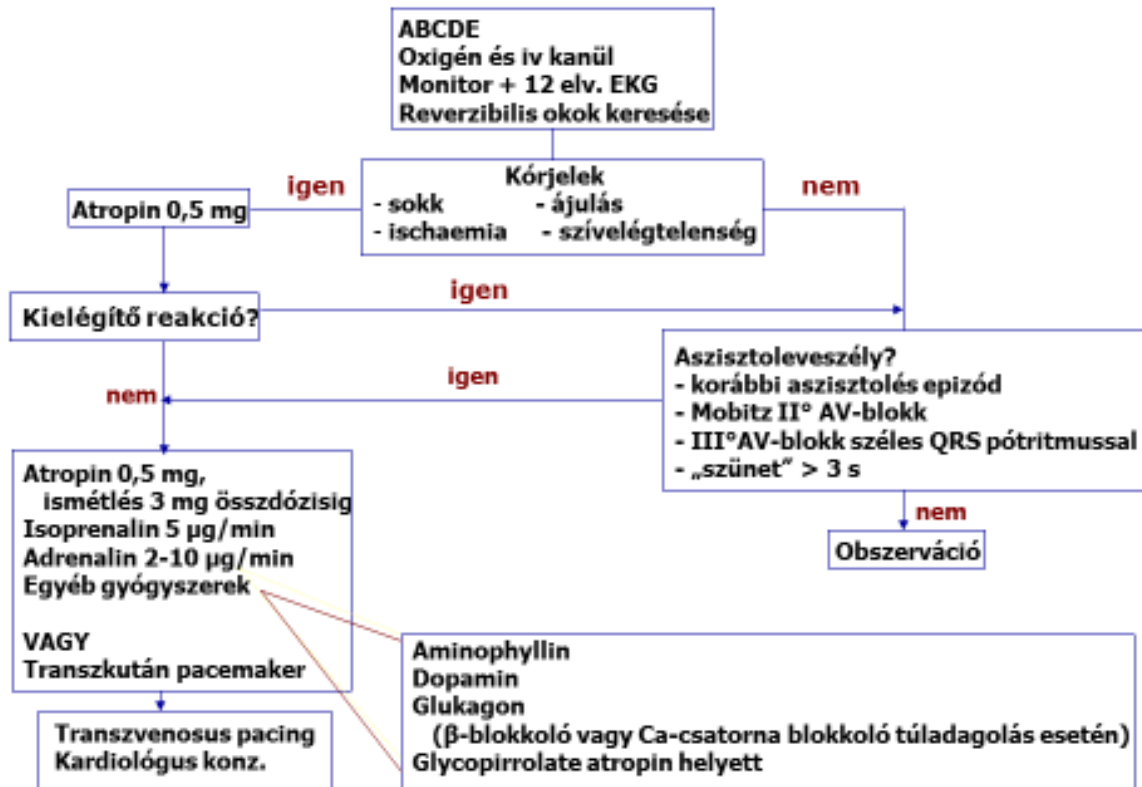 ABCDE
Oxigén és iv kanül
Monitor + 12 elv. EKG
Reverzibilis okok keresése
igen
Kórjelek
nem
- sokk - ájulás
- ischaemia - szívelégtelenség
Atropin 0,5 mg
igen
Kielégítő reakció?
nem
igen
Aszisztoleveszély?
- korábbi aszisztolés epizód
- Mobitz II° AV-blokk
- III°AV-blokk széles QRS pótritmussal
- „szünet” > 3 s
nem
Obszerváció
Atropin 0,5 mg,
ismétlés 3 mg összdózisig
Isoprenalin 5 µg/min
Adrenalin 2-10 µg/min
Egyéb gyógyszerek
VAGY
Transzkután pacemaker
Transzvenosus pacing
Kardiológus konz.
Aminophyllin
Dopamin
Glukagon
(β-blokkoló vagy Ca-csatorna blokkoló túladagolás esetén)
Glycopirrolate atropin helyett